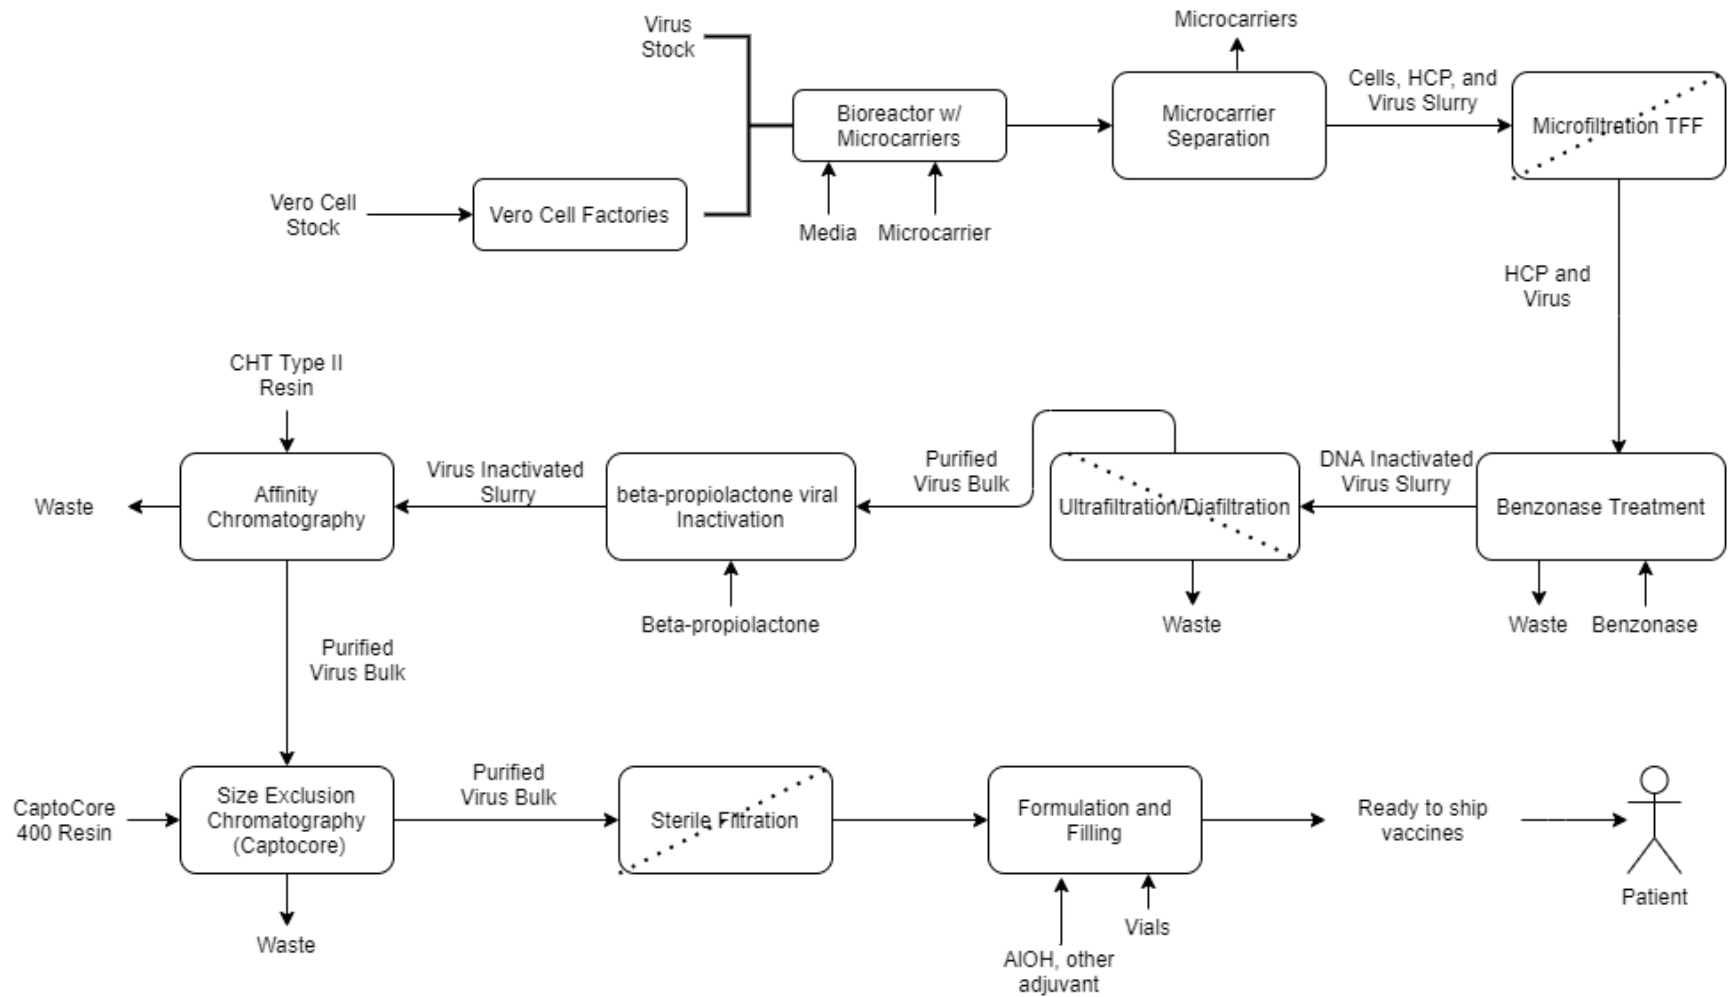 Virus
Stock
Microcarriers
Bioreactor w/
Microcarriers
Microcarrier
Separation
Cells, HCP, and
Virus Slurry
Microfiltration TFF
Vero Cell
Stock
Vero Cell Factories
Media
Microcarrier
HCP and
Virus
CHT Type II
Resin
Waste
Affinity
Chromatography
Virus Inactivated
Slurry
beta-propiolactone viral
Inactivation
Purified
Virus Bulk
Ultrafiltration/Diafiltration
DNA Inactivated
Virus Slurry
Benzonase Treatment
Beta-propiolactone
Waste
Waste
Benzonase
Purified
Virus Bulk
CaptoCore
400 Resin
Size Exclusion
Chromatography
(Captocore)
Purified
Virus Bulk
Sterile Filtration
Formulation and
Filling
Ready to ship
vaccines
Patient
Waste
Vials
AlOH, other
adjuvant